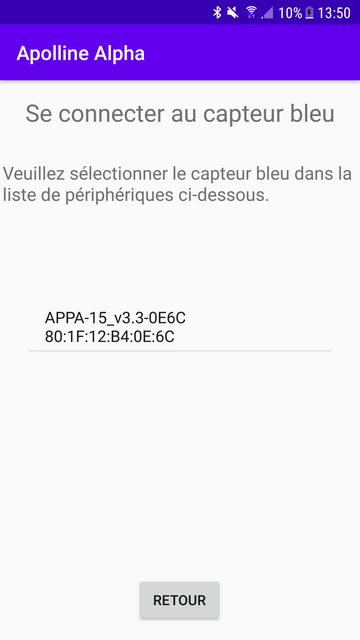 10% 13:50
Apolline Alpha
Se connecter au capteur bleu
Veuillez sélectionner le capteur bleu dans la
liste de périphériques ci-dessous.
APPA-15_v3.3-0E6C
80:1F:12:B4:0E:6C
RETOUR